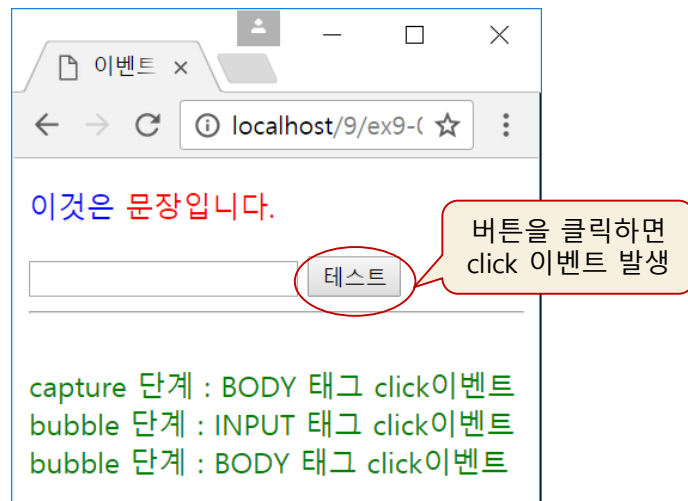 이벤트
localhost/9/ex9-(
이것은 문장입니다.
버튼을 클릭하면
click 이벤트 발생
테스트
capture 단계 : BODY 태그 click이벤트
bubble 단계 : INPUT 태그 click이벤트
bubble 단계 : BODY 태그 click이벤트